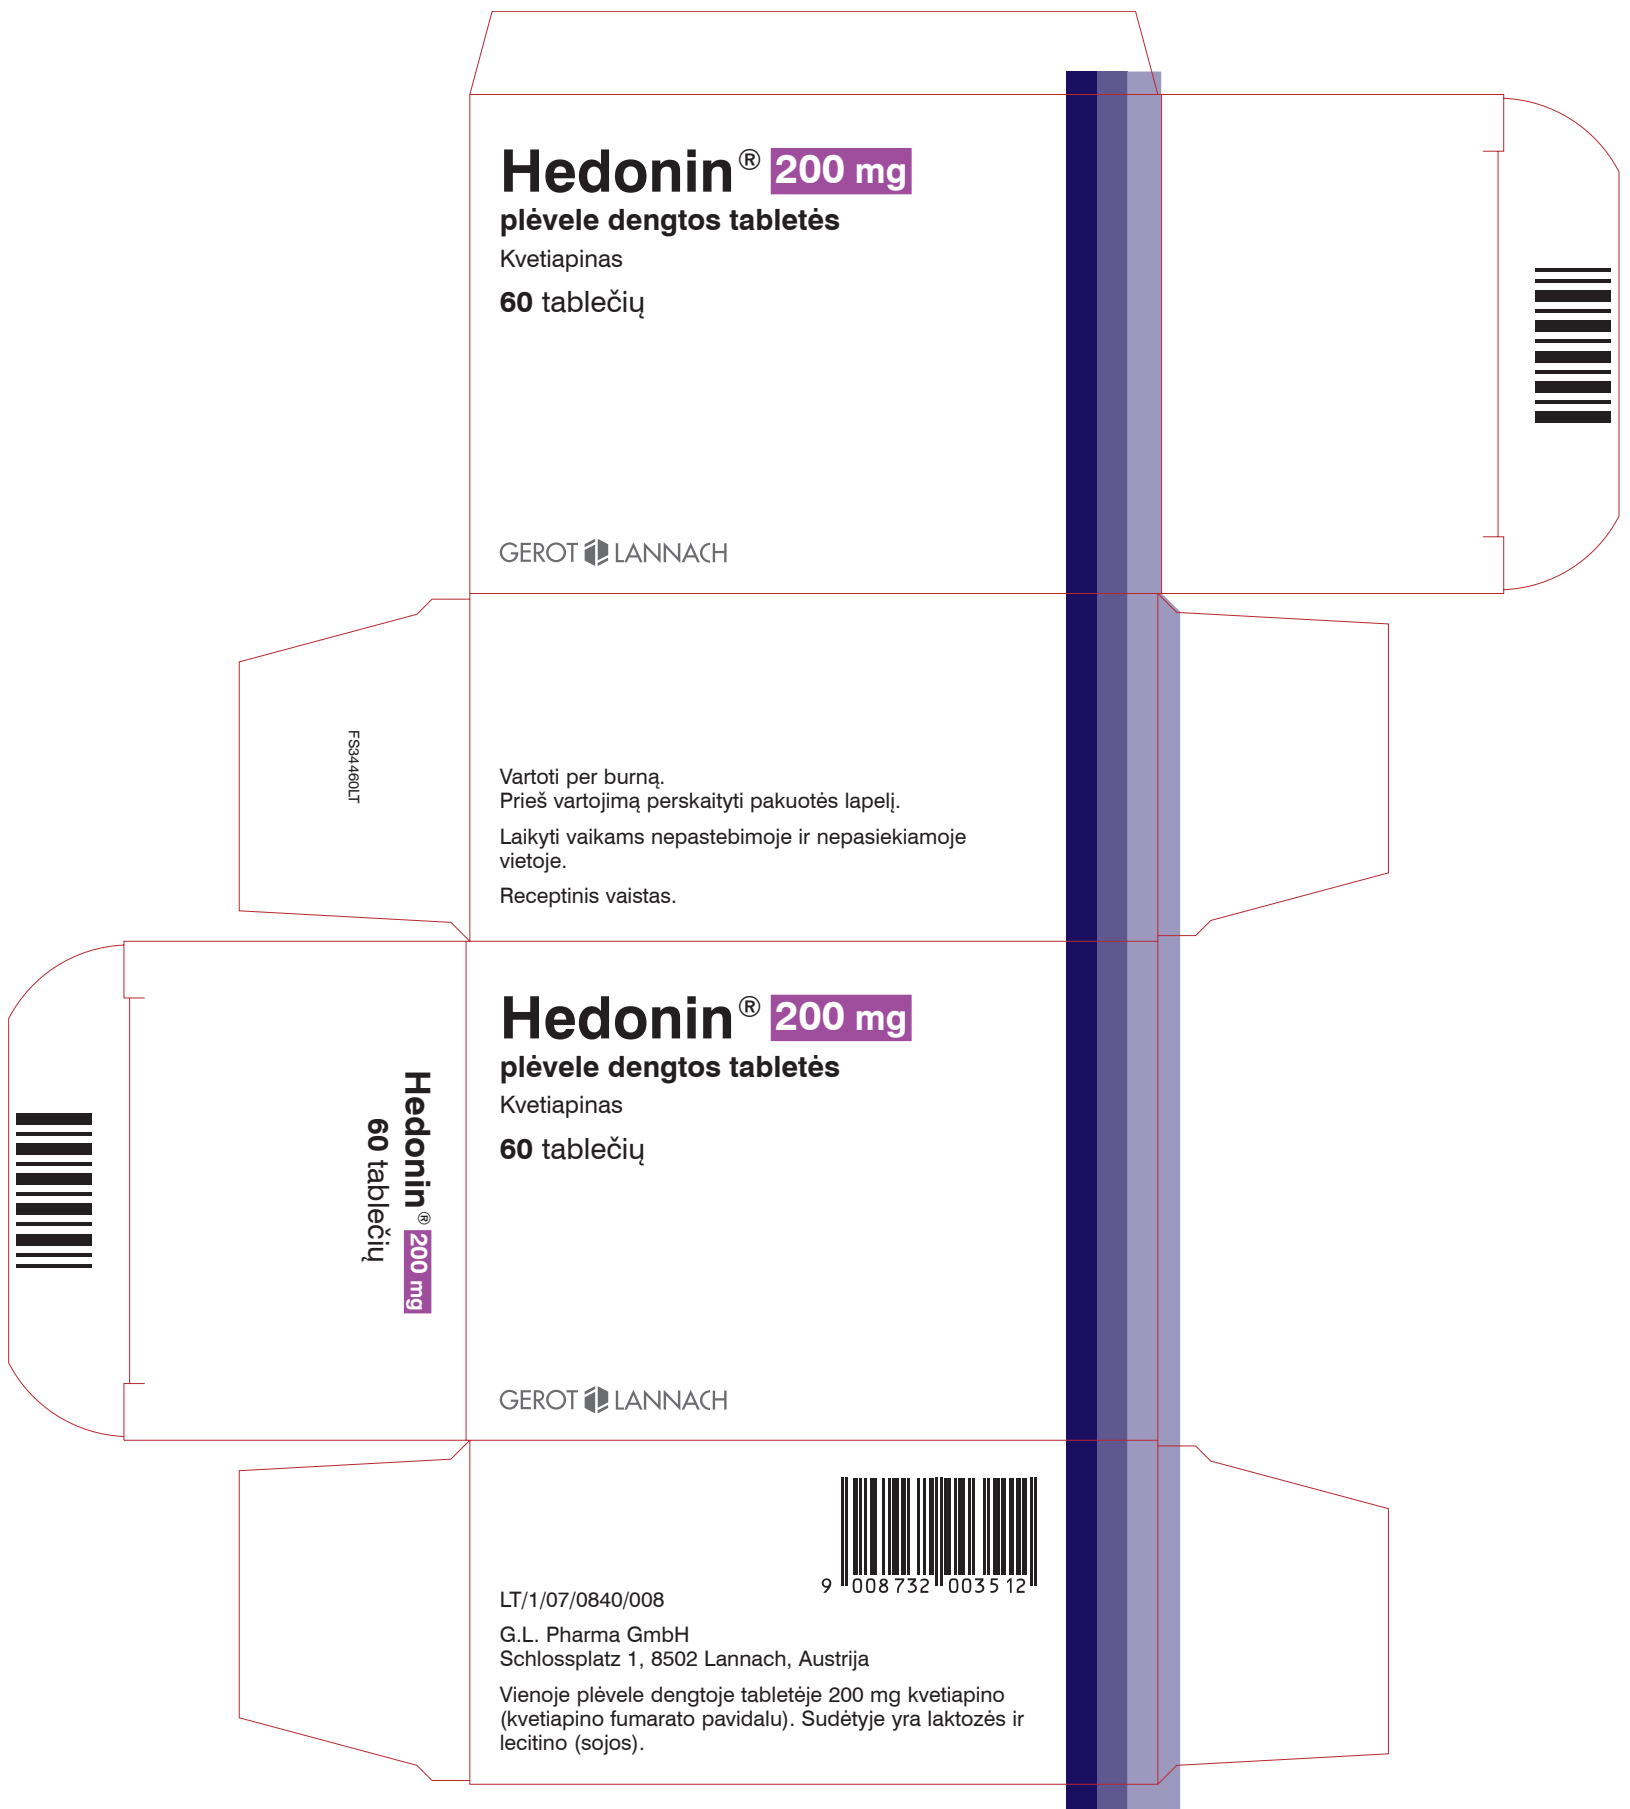 Hedonin® 200 mg
plėvele dengtos tabletės
Kvetiapinas
60 tablečių
GEROT LANNACH
FS34460LT
Vartoti per burną.
Prieš vartojimą perskaityti pakuotės lapelį.
Laikyti vaikams nepastebimoje ir nepasiekiamoje
vietoje.
Receptinis vaistas.
Hedonin® 200 mg
60 tablečių
Hedonin® 200 mg
plėvele dengtos tabletės
Kvetiapinas
60 tablečių
GEROT LANNACH
9 008732 003512
LT/1/07/0840/008
G.L. Pharma GmbH
Schlossplatz 1, 8502 Lannach, Austrija
Vienoje plėvele dengtoje tabletėje 200 mg kvetiapino
(kvetiapino fumarato pavidalu). Sudėtyje yra laktozės ir
lecitino (sojos).